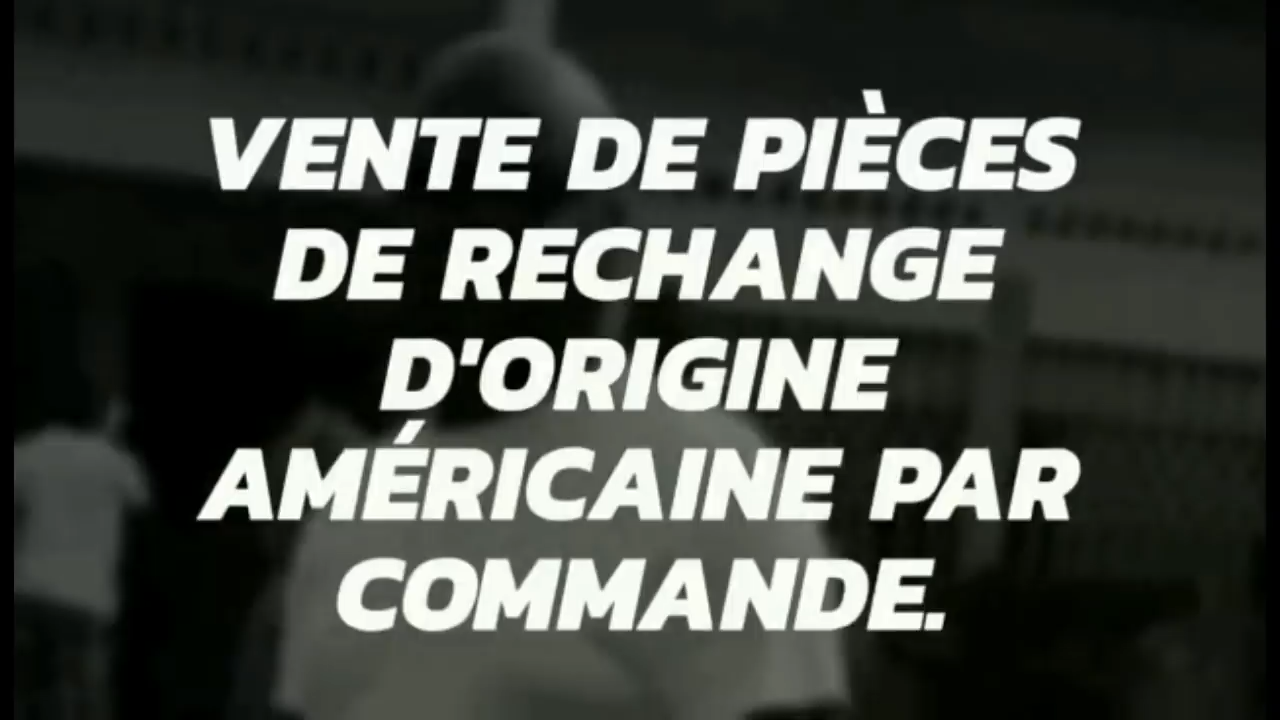 VENTE DE PIÈCES
DE RECHANGE
D'ORIGINE
AMÉRICAINE PAR
COMMANDE.